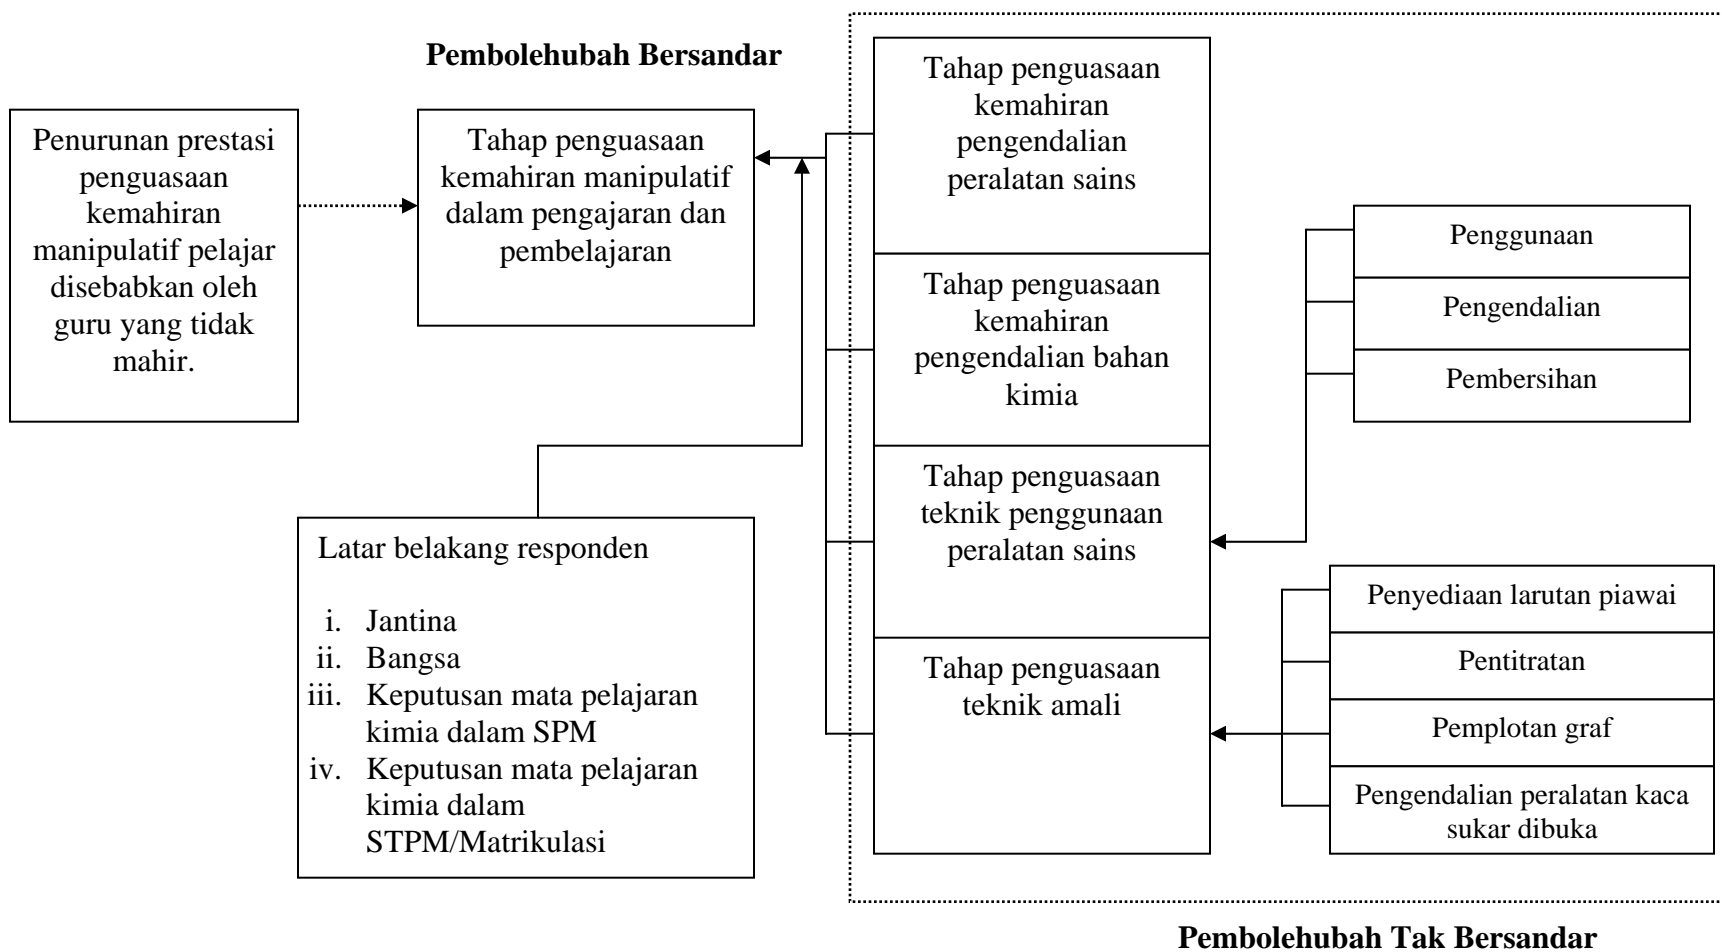 Pembolehubah Bersandar
Penurunan prestasi
penguasaan
kemahiran
manipulatif pelajar
disebabkan oleh
guru yang tidak
mahir.
Tahap penguasaan
kemahiran manipulatif
dalam pengajaran dan
pembelajaran
Latar belakang responden
i. Jantina
ii. Bangsa
iii. Keputusan mata pelajaran
kimia dalam SPM
iv. Keputusan mata pelajaran
kimia dalam
STPM/Matrikulasi
Tahap penguasaan
kemahiran
pengendalian
peralatan sains
Tahap penguasaan
kemahiran
pengendalian bahan
kimia
Tahap penguasaan
teknik penggunaan
peralatan sains
Tahap penguasaan
teknik amali
Penggunaan
Pengendalian
Pembersihan
Penyediaan larutan piawai
Pentitratan
Pemplotan graf
Pengendalian peralatan kaca
sukar dibuka
Pembolehubah Tak Bersandar